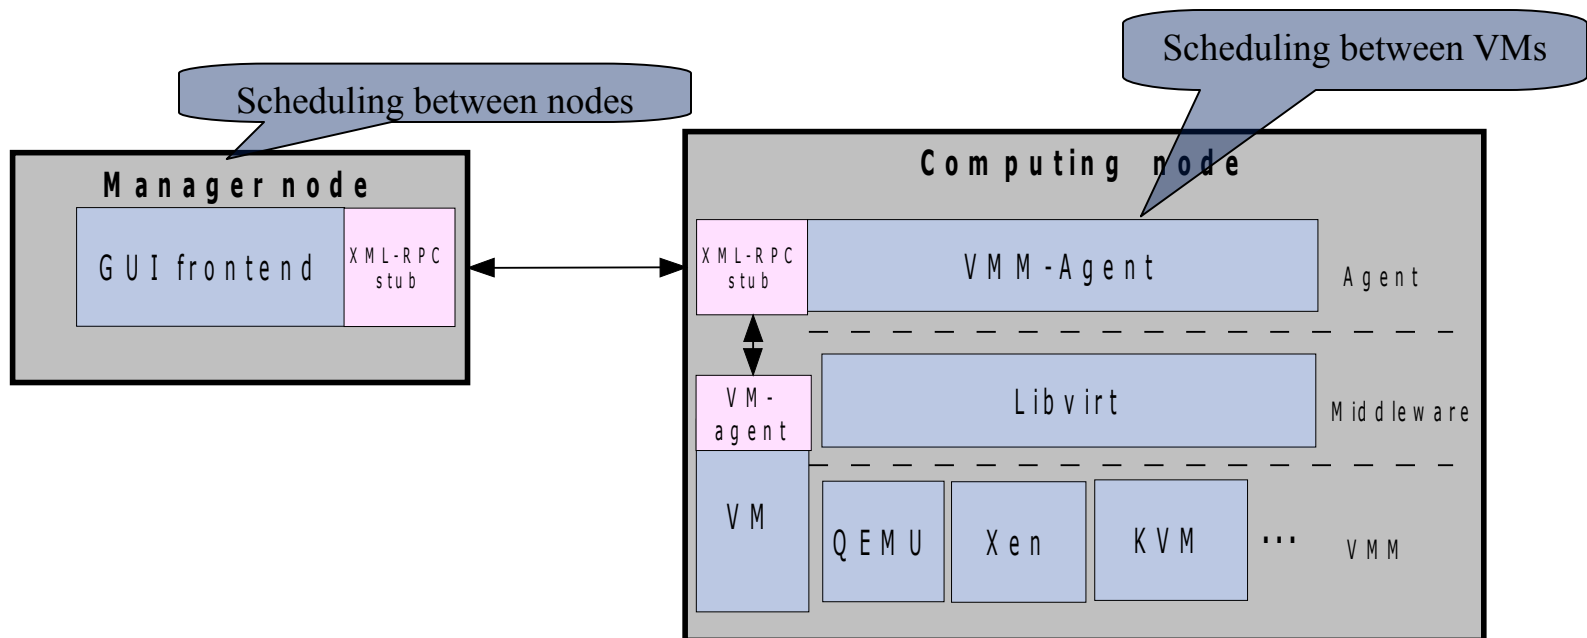 Scheduling between VMs
Scheduling between nodes
Manager node
GUI frontend
XML-RPC
stub
Computing node
XML-RPC
stub
VMM-Agent
Agent
VM-
agent
Libvirt
Middleware
VM
QEMU
Xen
KVM
...
VMM